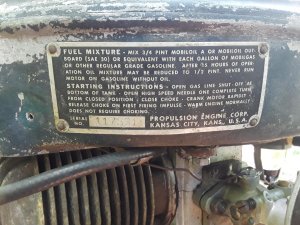 FUEL MIXTURE - MIX 3/4 PINT MOBILOIL A OR MOBILOIL OUT-
BOARD (SAE 30) OR EQUIVALENT WITH EACH GALLON OF MOBILGAS
OR OTHER REGULAR GRADE GASOLINE. AFTER 15 HOURS OF OPER-
ATION OIL MIXTURE MAY BE REDUCED TO 1/2 PINT. NEVER RUN
MOTOR ON GASOLINE WITHOUT OIL.
STARTING INSTRUCTIONS - OPEN GAS LINE SHUT-OFF AT
BOTTOM OF TANK - OPEN HIGH SPEED NEEDLE ONE COMPLETE TURN
FROM CLOSED POSITION; CLOSE CHOKE - CRANK MOTOR RAPIDLY -
RELEASE CHOKE ON FIRST FIRING IMPULSE - WARM ENGINE NORMALLY
DOES NOT REQUIRE CHOKING.
SERIAL
PROPULSION ENGINE CORP.
KANSAS CITY, KANS., U.S.A.